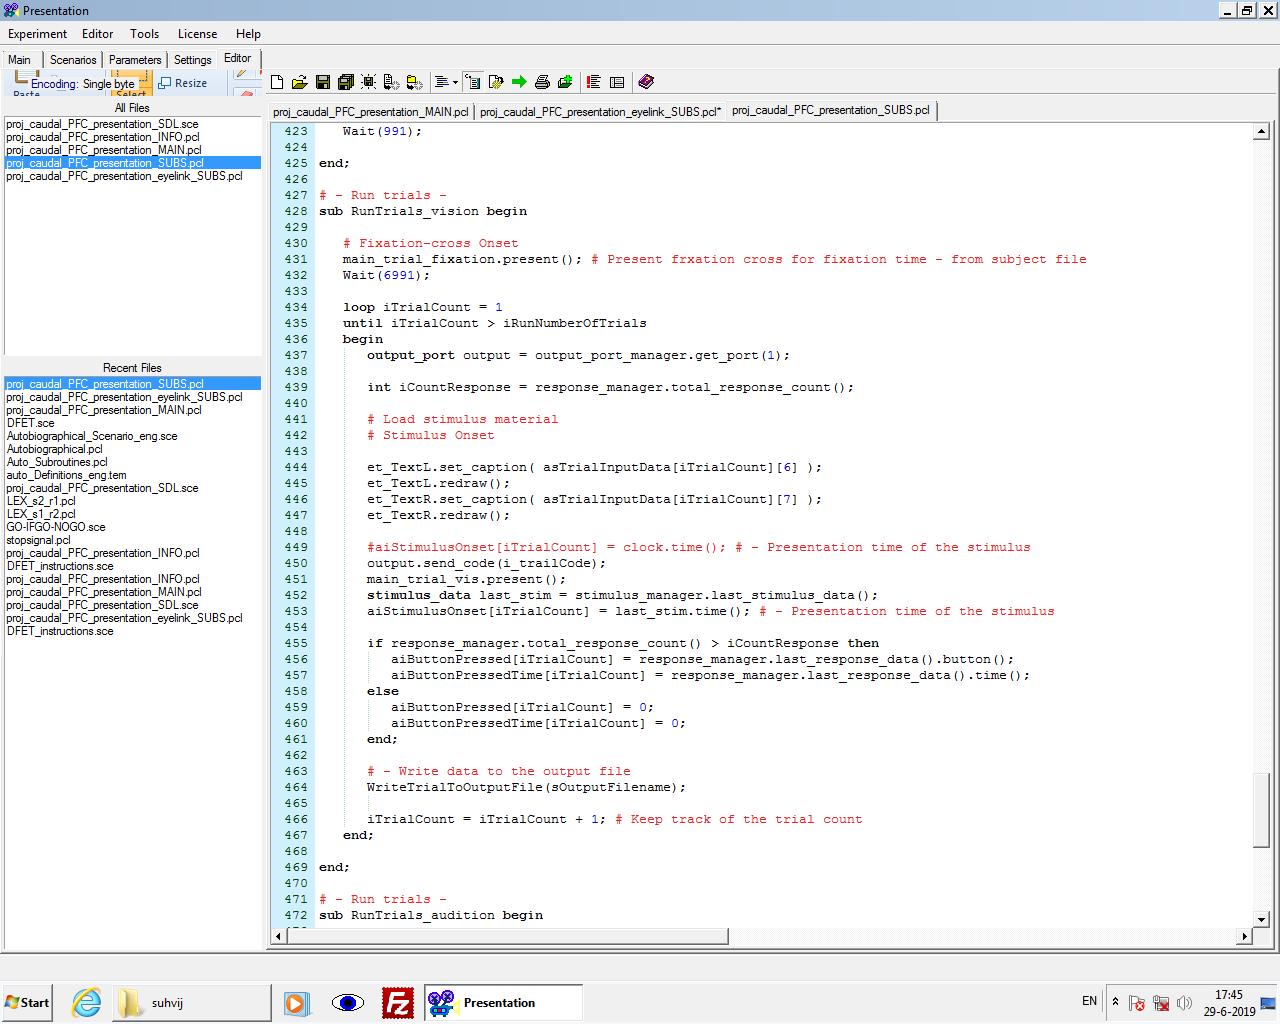 Presentation
Experiment Editor Tools License Help
Main Scenarios Parameters Settings Editor
Encoding: Single byte Resize
Paste Select
All Files
proj_caudal_PFC_presentation_SDL.sce
proj_caudal_PFC_presentation_INFO.pcl
proj_caudal_PFC_presentation_MAIN.pcl
proj_caudal_PFC_presentation_SUBS.pcl
proj_caudal_PFC_presentation_eyelink_SUBS.pcl
Recent Files
proj_caudal_PFC_presentation_SUBS.pcl
proj_caudal_PFC_presentation_eyelink_SUBS.pcl
proj_caudal_PFC_presentation_MAIN.pcl
DFET.sce
Autobiographical_Scenario_eng.sce
Autobiographical.pcl
Auto_Subroutines.pcl
auto_Definitions_eng.tem
proj_caudal_PFC_presentation_SDL.sce
LEX_s2_r1.pcl
LEX_s1_r2.pcl
GO-IFGO-NOGO.sce
stopsignal.pcl
proj_caudal_PFC_presentation_INFO.pcl
DFET_instructions.sce
proj_caudal_PFC_presentation_INFO.pcl
proj_caudal_PFC_presentation_MAIN.pcl
proj_caudal_PFC_presentation_SDL.sce
proj_caudal_PFC_presentation_eyelink_SUBS.pcl
DFET_instructions.sce
proj_caudal_PFC_presentation_MAIN.pcl proj_caudal_PFC_presentation_eyelink_SUBS.pcl* proj_caudal_PFC_presentation_SUBS.pcl
423 Wait(991);
424
425 end;
426
427 # - Run trials -
428 sub RunTrials_vision begin
429
430 # Fixation-cross Onset
431 main_trial_fixation.present(); # Present frxation cross for fixation time - from subject file
432 Wait(6991);
433
434 loop iTrialCount = 1
435 until iTrialCount > iRunNumberOfTrials
436 begin
437 output_port output = output_port_manager.get_port(1);
438
439 int iCountResponse = response_manager.total_response_count();
440
441 # Load stimulus material
442 # Stimulus Onset
443
444 et_TextL.set_caption( asTrialInputData[iTrialCount][6] );
445 et_TextL.redraw();
446 et_TextR.set_caption( asTrialInputData[iTrialCount][7] );
447 et_TextR.redraw();
448
449 #aiStimulusOnset[iTrialCount] = clock.time(); # - Presentation time of the stimulus
450 output.send_code(i_trailCode);
451 main_trial_vis.present();
452 stimulus_data last_stim = stimulus_manager.last_stimulus_data();
453 aiStimulusOnset[iTrialCount] = last_stim.time(); # - Presentation time of the stimulus
454
455 if response_manager.total_response_count() > iCountResponse then
456 aiButtonPressed[iTrialCount] = response_manager.last_response_data().button();
457 aiButtonPressedTime[iTrialCount] = response_manager.last_response_data().time();
458 else
459 aiButtonPressed[iTrialCount] = 0;
460 aiButtonPressedTime[iTrialCount] = 0;
461 end;
462
463 # - Write data to the output file
464 WriteTrialToOutputFile(sOutputFilename);
465
466 iTrialCount = iTrialCount + 1; # Keep track of the trial count
467 end;
468
469 end;
470
471 # - Run trials -
472 sub RunTrials_audition begin
Start suhvij Fz Presentation EN 17:45
29-6-2019